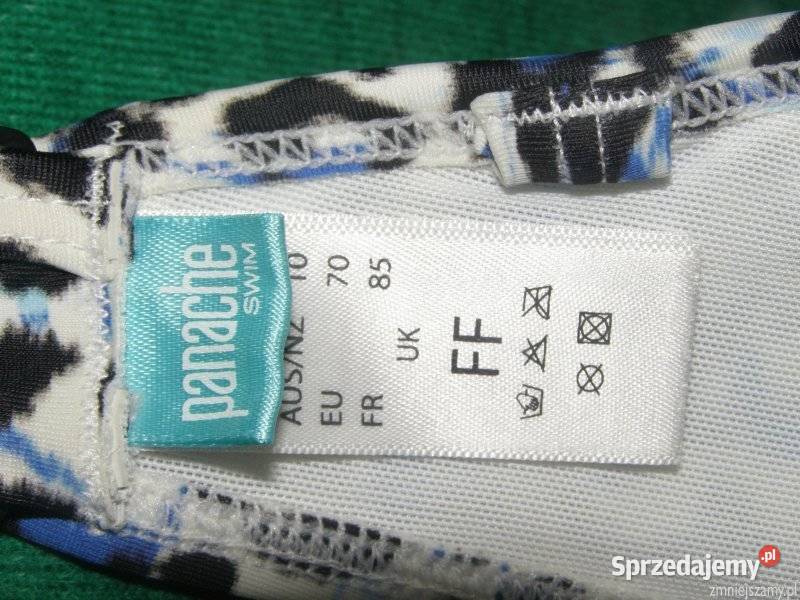 panache
SWIM
AUS/NZ 10
EU 70
FR 85
UK
FF
Sprzedajemy.pl
zmniejszamy.pl